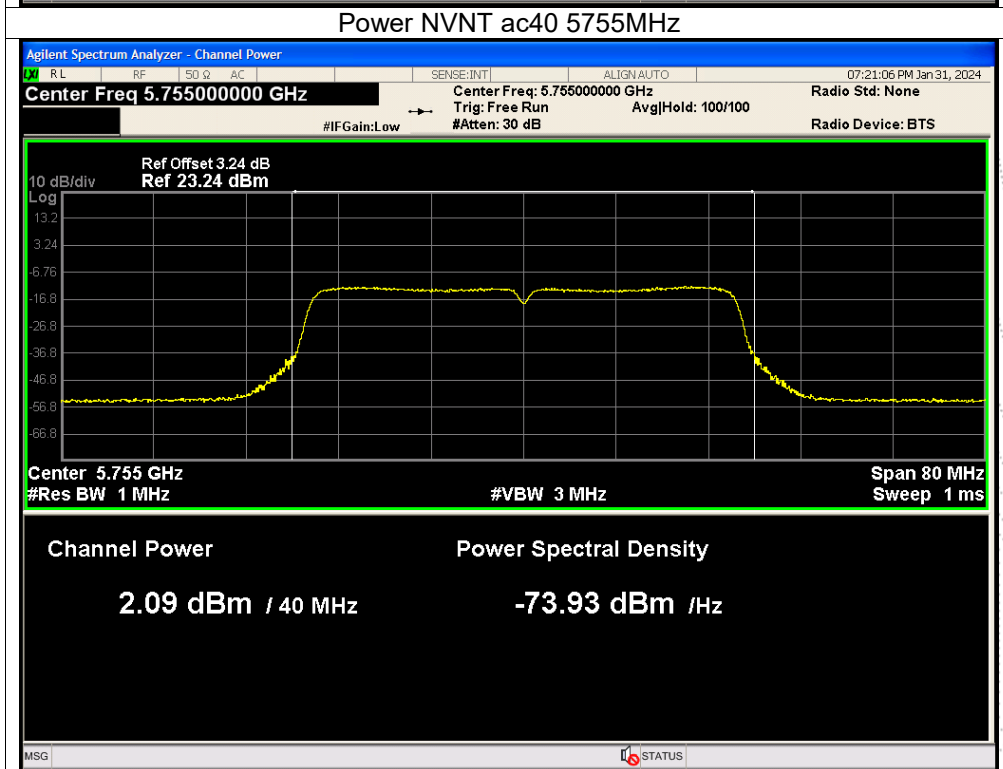 Power NVNT ac40 5755MHz
Agilent Spectrum Analyzer - Channel Power
LXI RL RF 50 Ω AC SENSE:INT ALIGN AUTO 07:21:06 PM Jan 31, 2024
Center Freq 5.755000000 GHz Center Freq: 5.755000000 GHz Radio Std: None
Trig: Free Run Avg|Hold: 100/100
#IFGain:Low #Atten: 30 dB Radio Device: BTS
Ref Offset 3.24 dB
10 dB/div Ref 23.24 dBm
Log
13.2
3.24
-6.76
-16.8
-26.8
-36.8
-46.8
-56.8
-66.8
Center 5.755 GHz Span 80 MHz
#Res BW 1 MHz #VBW 3 MHz Sweep 1 ms
Channel Power Power Spectral Density
2.09 dBm / 40 MHz -73.93 dBm /Hz
MSG STATUS